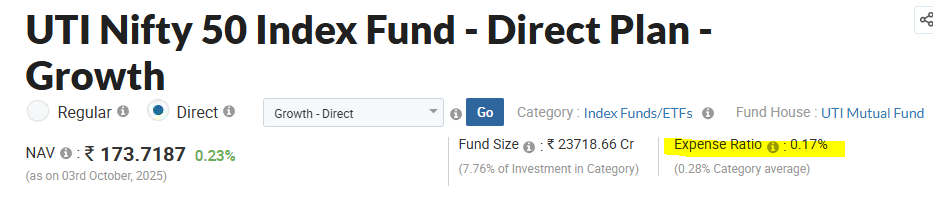 UTI Nifty 50 Index Fund - Direct Plan -
Growth
Regular Direct Growth - Direct Go Category : Index Funds/ETFs Fund House : UTI Mutual Fund
NAV : ₹ 173.7187 0.23% Fund Size : ₹ 23718.66 Cr Expense Ratio : 0.17%
(as on 03rd October, 2025) (7.76% of Investment in Category) (0.28% Category average)